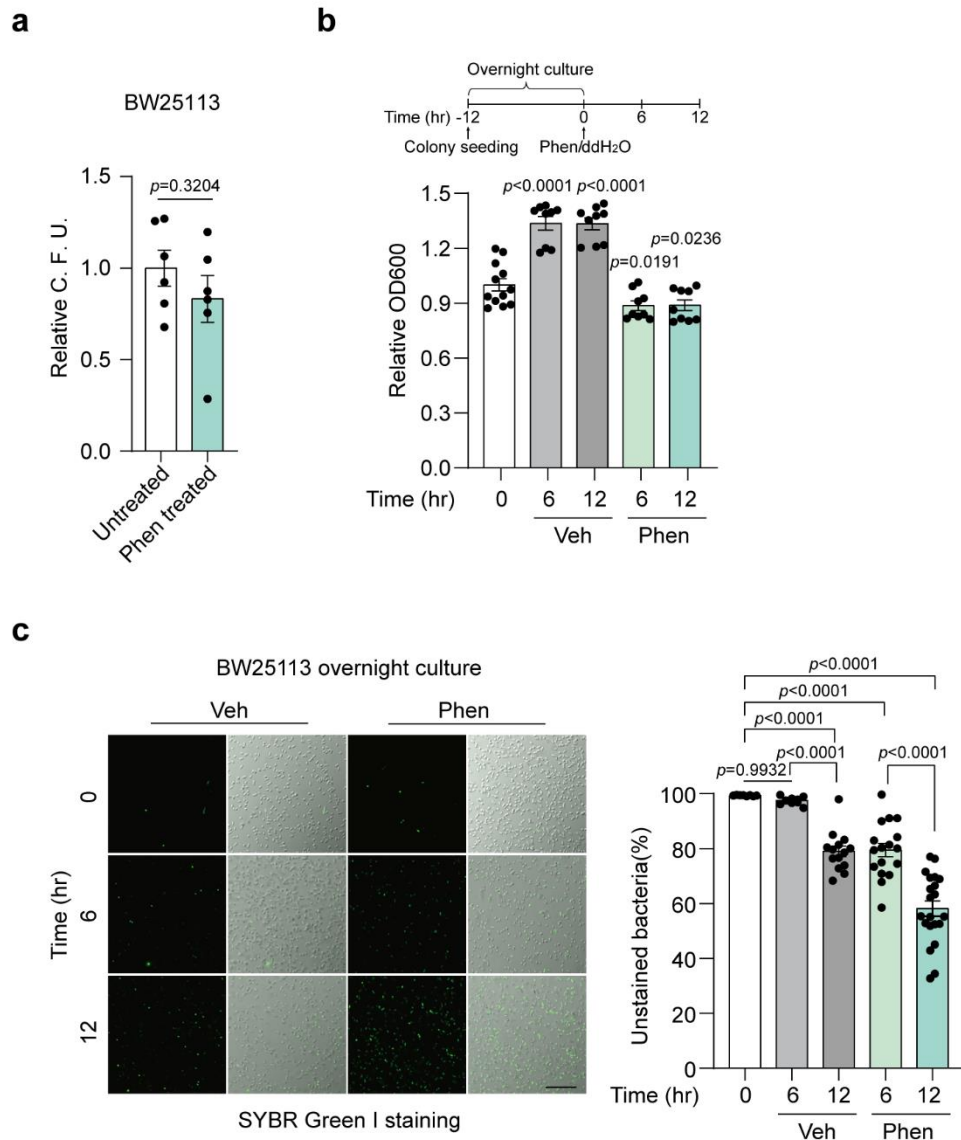 a
BW25113
p=0.3204
Relative C. F. U.
1.5
1.0
0.5
0.0
Untreated
Phen treated
b
Overnight culture
Time (hr) -12 0 6 12
Colony seeding Phen/ddH2O
Relative OD600
1.5
1.2
0.9
0.6
0.3
0.0
p<0.0001 p<0.0001
p=0.0191
p=0.0236
Time (hr) 0 6 12 6 12
Veh Phen
c
BW25113 overnight culture
Veh Phen
Time (hr)
0
6
12
SYBR Green I staining
p<0.0001
p<0.0001
p<0.0001
p=0.9932 p<0.0001 p<0.0001
Unstained bacteria(%)
100
80
60
40
20
0
Time (hr) 0 6 12 6 12
Veh Phen